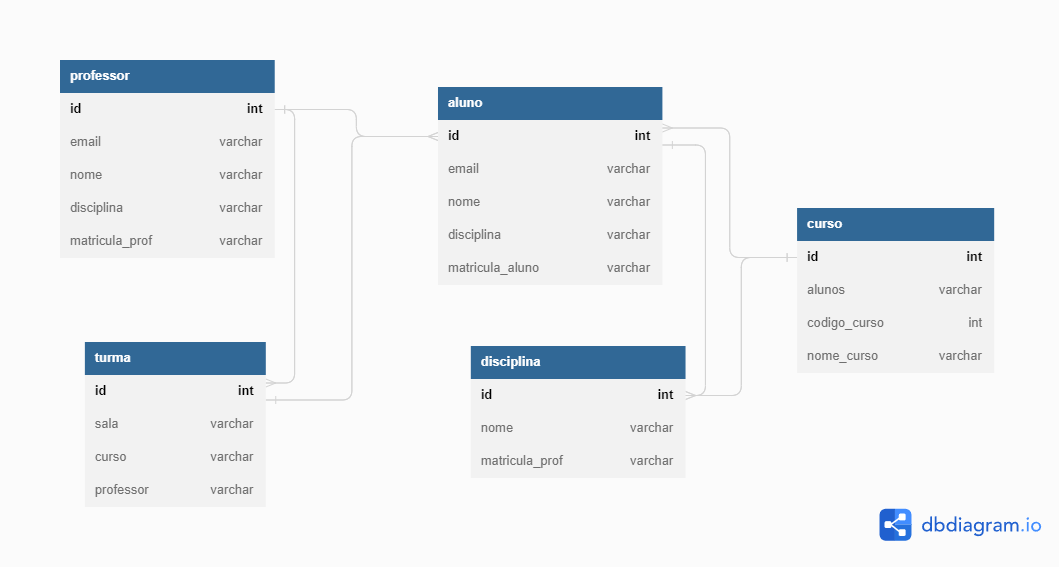 professor
id int
email varchar
nome varchar
disciplina varchar
matricula_prof varchar
aluno
id int
email varchar
nome varchar
disciplina varchar
matricula_aluno varchar
curso
id int
alunos varchar
codigo_curso int
nome_curso varchar
turma
id int
sala varchar
curso varchar
professor varchar
disciplina
id int
nome varchar
matricula_prof varchar
dbdiagram.io